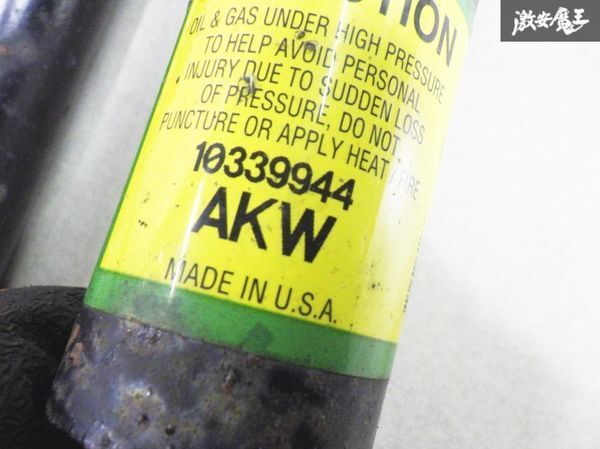 激安魔王
CAUTION
OIL & GAS UNDER HIGH PRESSURE
TO HELP AVOID PERSONAL
INJURY DUE TO SUDDEN LOSS
OF PRESSURE, DO NOT
PUNCTURE OR APPLY HEAT / FIRE
10339944
AKW
MADE IN U.S.A.